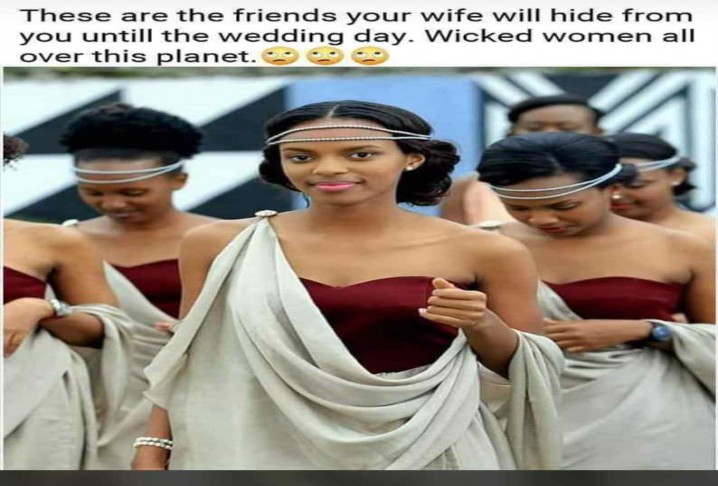 These are the friends your wife will hide from
you untill the wedding day. Wicked women all
over this planet.🙄🙄🙄